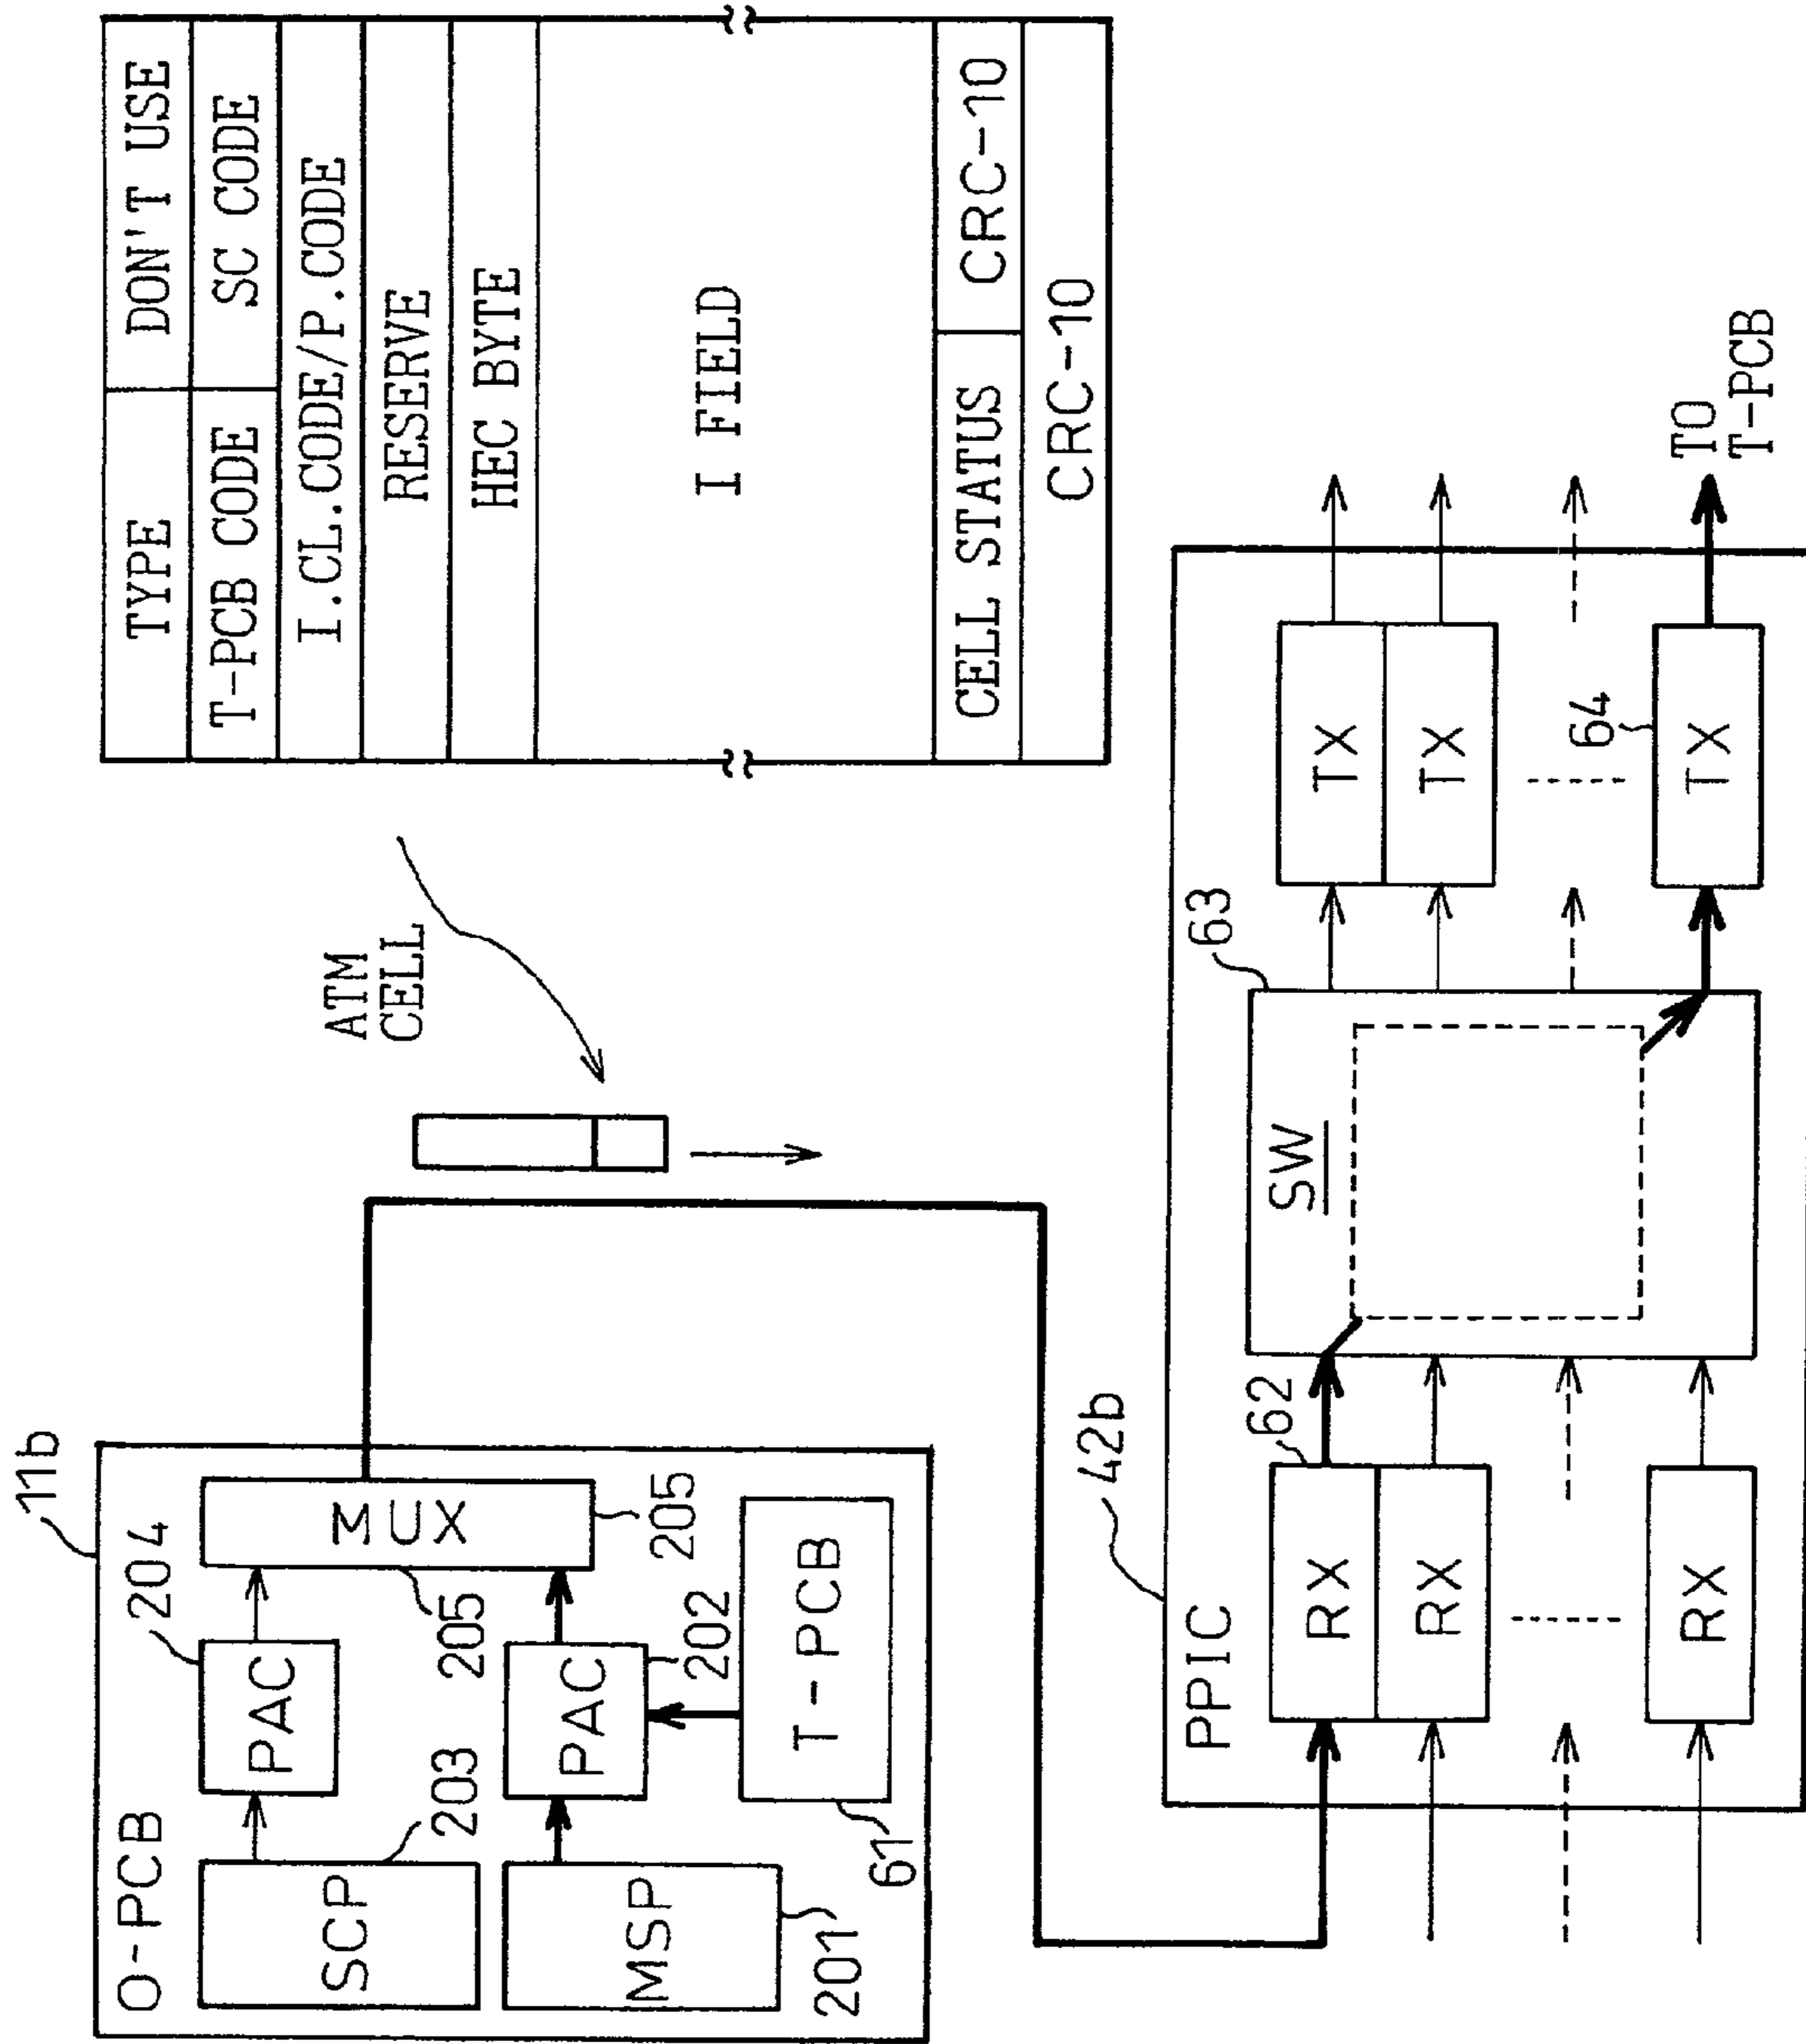 TYPE DON'T USE
T-PCB CODE SC CODE
I.CL.CODE/P.CODE
RESERVE
HEC BYTE
I FIELD
CELL STATUS CRC-10
CRC-10
ATM
CELL
11b
O-PCB
204
SCP
PAC
MUX
203
205
205
MSP
PAC
202
201
T-PCB
61
42b
PPIC
62
63
RX
SW
TX
RX
TX
64
RX
TX
TO
T-PCB